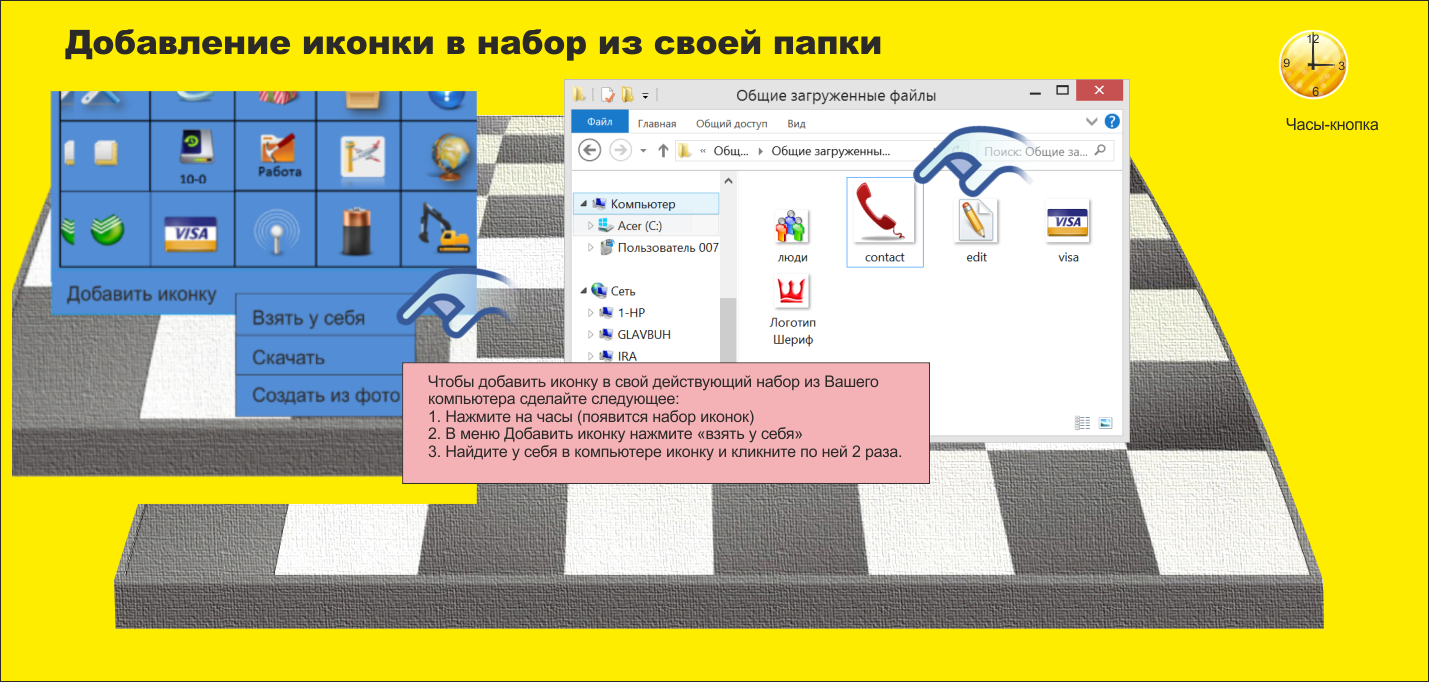 Добавление иконки в набор из своей папки
12
9
3
6
Часы-кнопка
10-0
Работа
VISA
Добавить иконку
Взять у себя
Скачать
Создать из фото
Общие загруженные файлы
Файл
Главная
Общий доступ
Вид
« Общ... Общие загруженны...
Поиск: Общие за...
Компьютер
Acer (C:)
Пользователь 007
Сеть
1-HP
GLAVBUH
IRA
VISA
люди
contact
edit
visa
Логотип
Шериф
Чтобы добавить иконку в свой действующий набор из Вашего
компьютера сделайте следующее:
1. Нажмите на часы (появится набор иконок)
2. В меню Добавить иконку нажмите «взять у себя»
3. Найдите у себя в компьютере иконку и кликните по ней 2 раза.